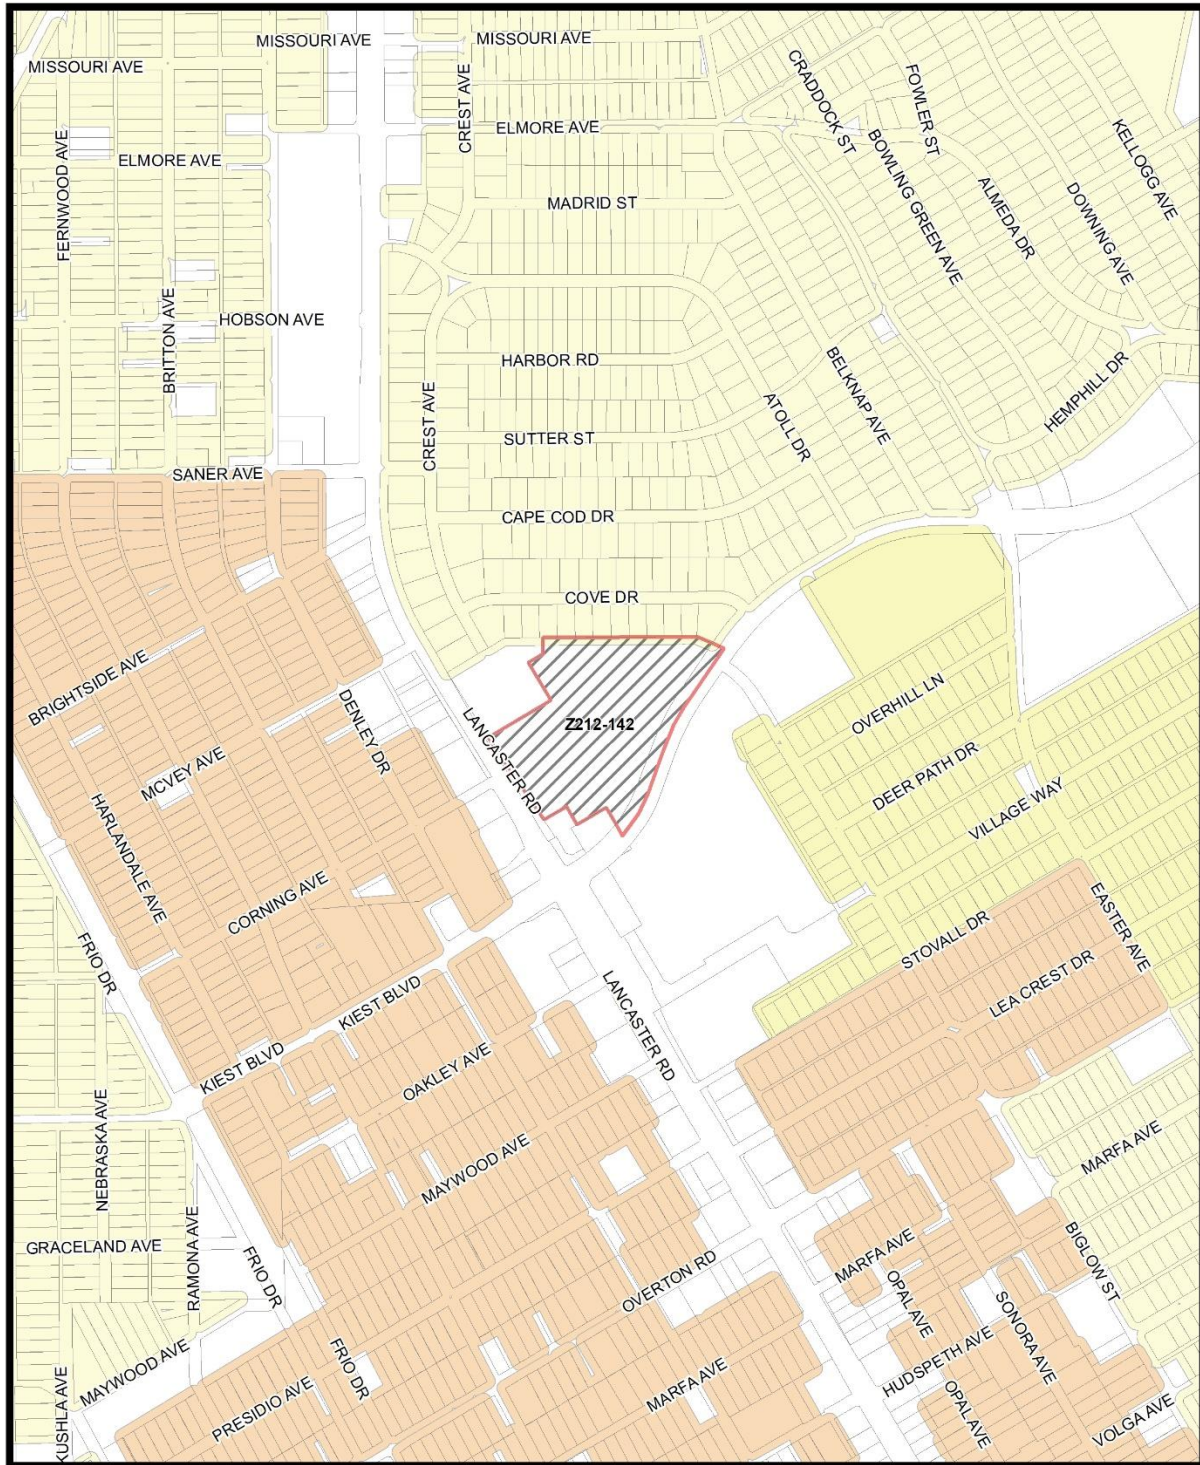 MISSOURI AVE
MISSOURI AVE
MISSOURI AVE
CREST AVE
CRADDOCK ST
FOWLER ST
KELLOGG AVE
FERNWOOD AVE
ELMORE AVE
ELMORE AVE
BOWLING GREEN AVE
ALMEDA DR
DOWNING AVE
MADRID ST
BRITTON AVE
HOBSON AVE
HARBOR RD
BELKNAP AVE
ATOLL DR
HEMPHILL DR
CREST AVE
SUTTER ST
SANER AVE
CAPE COD DR
COVE DR
BRIGHTSIDE AVE
DENLEY DR
LANCASTER RD
Z212-142
OVERHILL LN
MCVEY AVE
DEER PATH DR
VILLAGE WAY
HARLANDALE AVE
CORNING AVE
EASTER AVE
STOVALL DR
FRIO DR
LEA CREST DR
KIEST BLVD
LANCASTER RD
KIEST BLVD
OAKLEY AVE
NEBRASKA AVE
MARFA AVE
MAYWOOD AVE
GRACELAND AVE
RAMONA AVE
FRIO DR
OVERTON RD
MARFA AVE
BIGLOW ST
OPAL AVE
SONORA AVE
HUDSPETH AVE
MAYWOOD AVE
FRIO DR
KUSHLA AVE
PRESIDIO AVE
MARFA AVE
OPAL AVE
VOLGA AVE